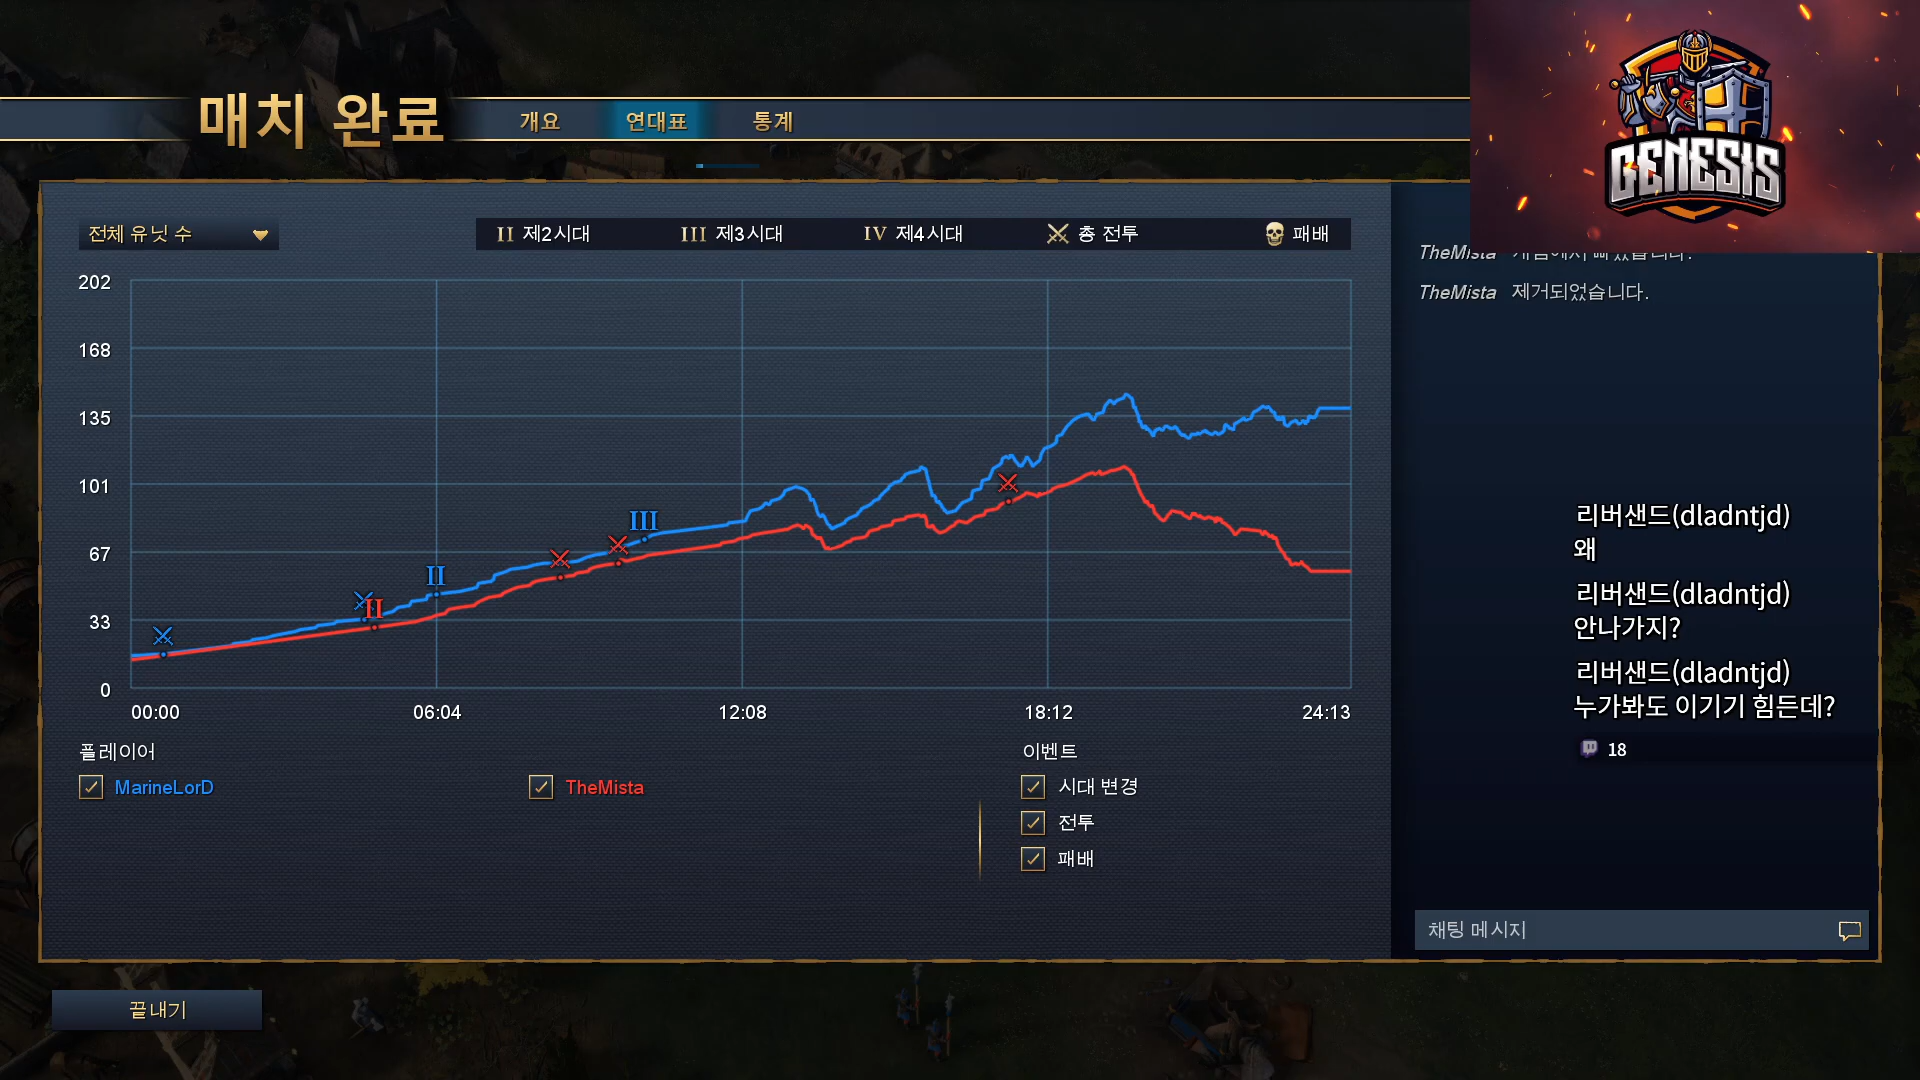 매치 완료
개요
연대표
통계
GENESIS
전체 유닛 수
II 제2시대
III 제3시대
IV 제4시대
총 전투
패배
TheMista
TheMista 제거되었습니다.
202
168
135
101
67
33
0
II
II
III
00:00
06:04
12:08
18:12
24:13
플레이어
MarineLorD
TheMista
이벤트
시대 변경
전투
패배
리버샌드(dladntjd)
왜
리버샌드(dladntjd)
안나가지?
리버샌드(dladntjd)
누가봐도 이기기 힘든데?
18
채팅 메시지
끝내기